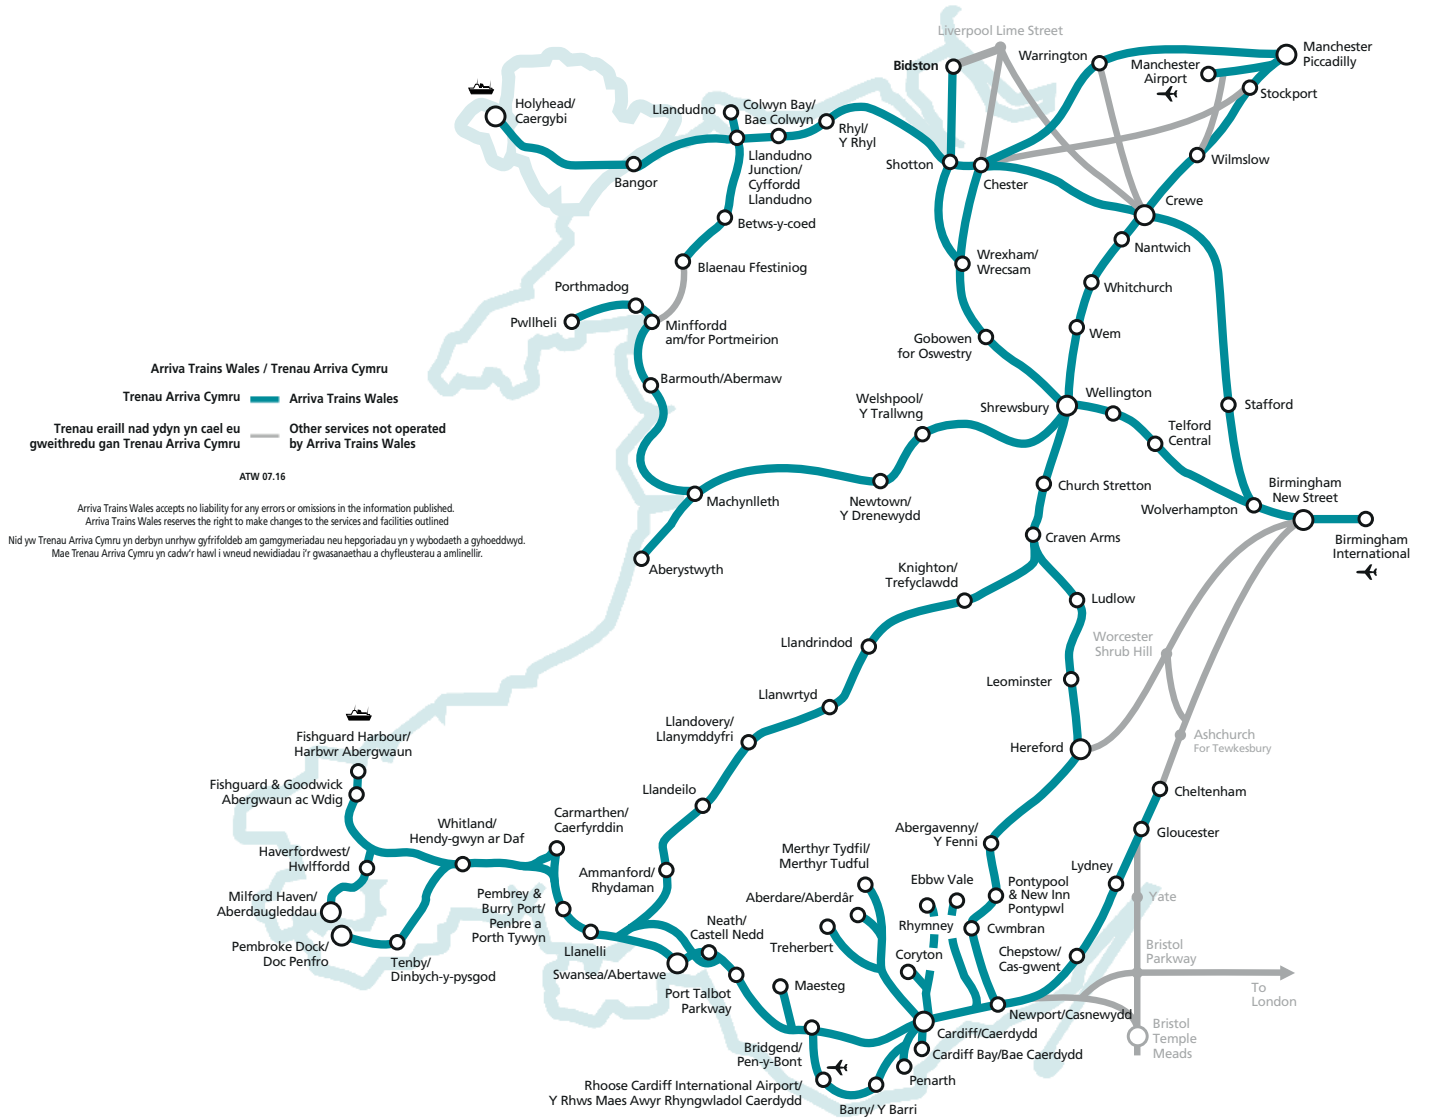 Liverpool Lime Street
Warrington
Manchester
Piccadilly
Bidston
Manchester
Airport
Stockport
Holyhead/
Caergybi
Llandudno
Colwyn Bay/
Bae Colwyn
Rhyl/
Y Rhyl
Wilmslow
Shotton
Llandudno
Junction/
Cyffordd
Llandudno
Bangor
Chester
Crewe
Betws-y-coed
Nantwich
Wrexham/
Wrecsam
Blaenau Ffestiniog
Whitchurch
Porthmadog
Pwllheli
Minffordd
am/for Portmeirion
Wem
Gobowen
for Oswestry
Arriva Trains Wales / Trenau Arriva Cymru
Barmouth/Abermaw
Trenau Arriva Cymru
Arriva Trains Wales
Welshpool/
Y Trallwng
Shrewsbury
Wellington
Stafford
Trenau eraill nad ydyn yn cael eu
gweithredu gan Trenau Arriva Cymru
Other services not operated
by Arriva Trains Wales
Telford
Central
ATW 07.16
Birmingham
New Street
Church Stretton
Machynlleth
Newtown/
Y Drenewydd
Wolverhampton
Arriva Trains Wales accepts no liability for any errors or omissions in the information published.
Arriva Trains Wales reserves the right to make changes to the services and facilities outlined
Nid yw Trenau Arriva Cymru yn derbyn unrhyw gyfrifoldeb am gamgymeriadau neu hepgoriadau yn y wybodaeth a gyhoeddwyd.
Mae Trenau Arriva Cymru yn cadw'r hawl i wneud newidiadau i'r gwasanaethau a chyfleusterau a amlinellir.
Craven Arms
Birmingham
International
Aberystwyth
Knighton/
Trefyclawdd
Ludlow
Llandrindod
Worcester
Shrub Hill
Leominster
Llanwrtyd
Llandovery/
Llanymddyfri
Fishguard Harbour/
Harbwr Abergwaun
Hereford
Ashchurch
For Tewkesbury
Fishguard & Goodwick
Abergwaun ac Wdig
Llandeilo
Cheltenham
Carmarthen/
Caerfyrddin
Whitland/
Hendy-gwyn ar Daf
Abergavenny/
Y Fenni
Gloucester
Haverfordwest/
Hwlffordd
Merthyr Tydfil/
Merthyr Tudful
Ammanford/
Rhydaman
Lydney
Ebbw Vale
Milford Haven/
Aberdaugleddau
Pembrey &
Burry Port/
Penbre a
Porth Tywyn
Aberdare/Aberdâr
Pontypool
& New Inn
Pontypwl
Yate
Neath/
Castell Nedd
Rhymney
Cwmbran
Pembroke Dock/
Doc Penfro
Treherbert
Llanelli
Coryton
Chepstow/
Cas-gwent
Bristol
Parkway
Tenby/
Dinbych-y-pysgod
Swansea/Abertawe
Port Talbot
Parkway
Maesteg
To
London
Newport/Casnewydd
Cardiff/Caerdydd
Bristol
Temple
Meads
Bridgend/
Pen-y-Bont
Cardiff Bay/Bae Caerdydd
Penarth
Rhoose Cardiff International Airport/
Y Rhws Maes Awyr Rhyngwladol Caerdydd
Barry/ Y Barri